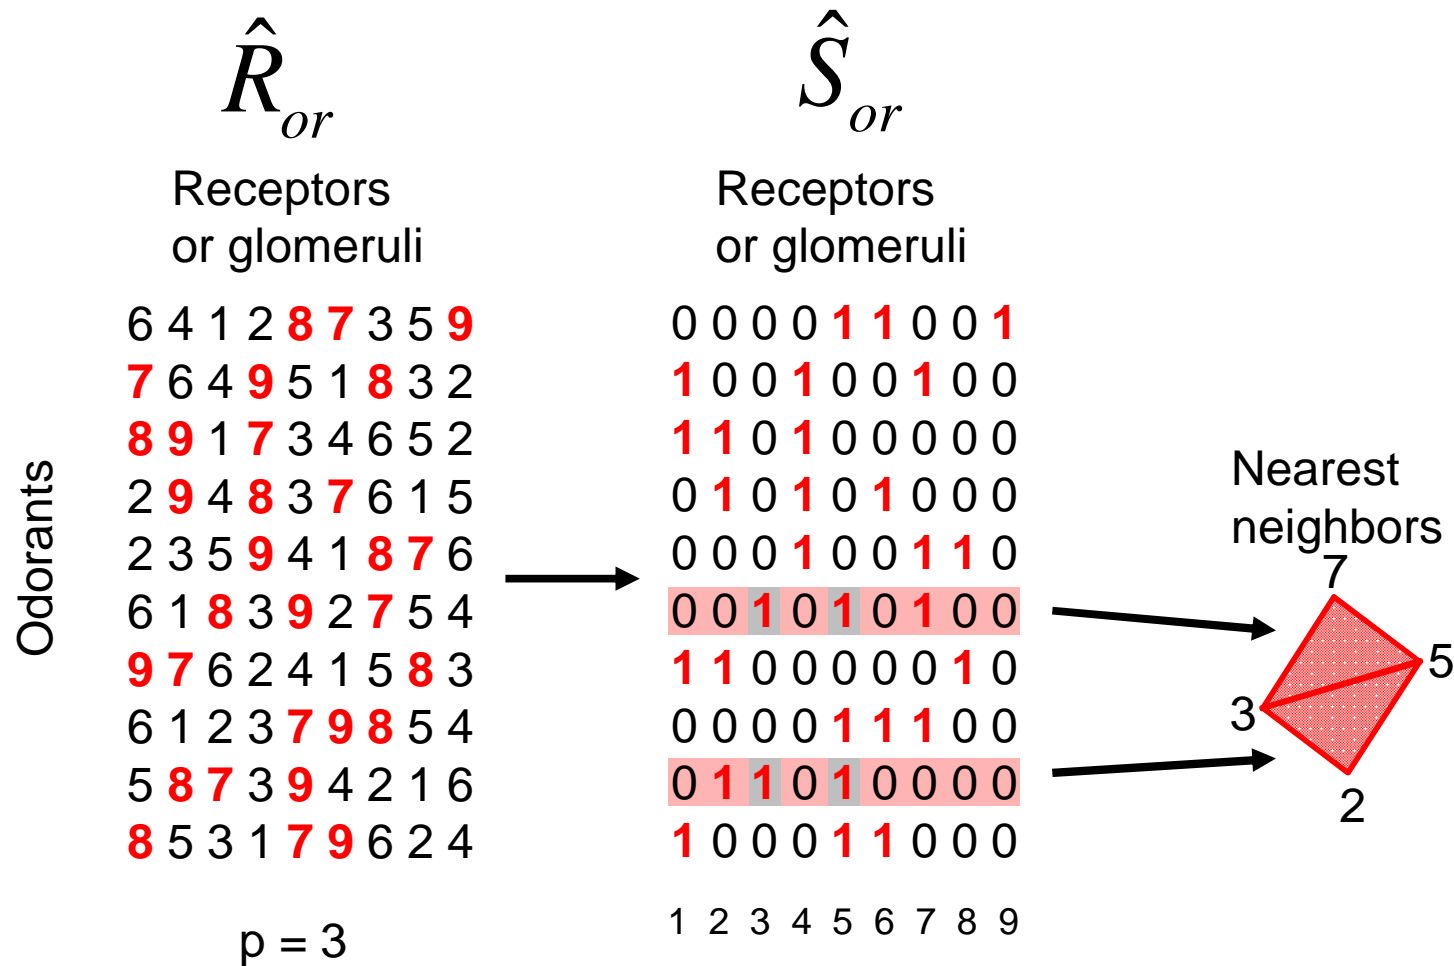 R̂or
Ŝor
Receptors
or glomeruli
Receptors
or glomeruli
Odorants
6 4 1 2 8 7 3 5 9
7 6 4 9 5 1 8 3 2
8 9 1 7 3 4 6 5 2
2 9 4 8 3 7 6 1 5
2 3 5 9 4 1 8 7 6
6 1 8 3 9 2 7 5 4
9 7 6 2 4 1 5 8 3
6 1 2 3 7 9 8 5 4
5 8 7 3 9 4 2 1 6
8 5 3 1 7 9 6 2 4
p = 3
0 0 0 0 1 1 0 0 1
1 0 0 1 0 0 1 0 0
1 1 0 1 0 0 0 0 0
0 1 0 1 0 1 0 0 0
0 0 0 1 0 0 1 1 0
0 0 1 0 1 0 1 0 0
1 1 0 0 0 0 0 1 0
0 0 0 0 1 1 1 0 0
0 1 1 0 1 0 0 0 0
1 0 0 0 1 1 0 0 0
1 2 3 4 5 6 7 8 9
Nearest
neighbors
7
5
3
2